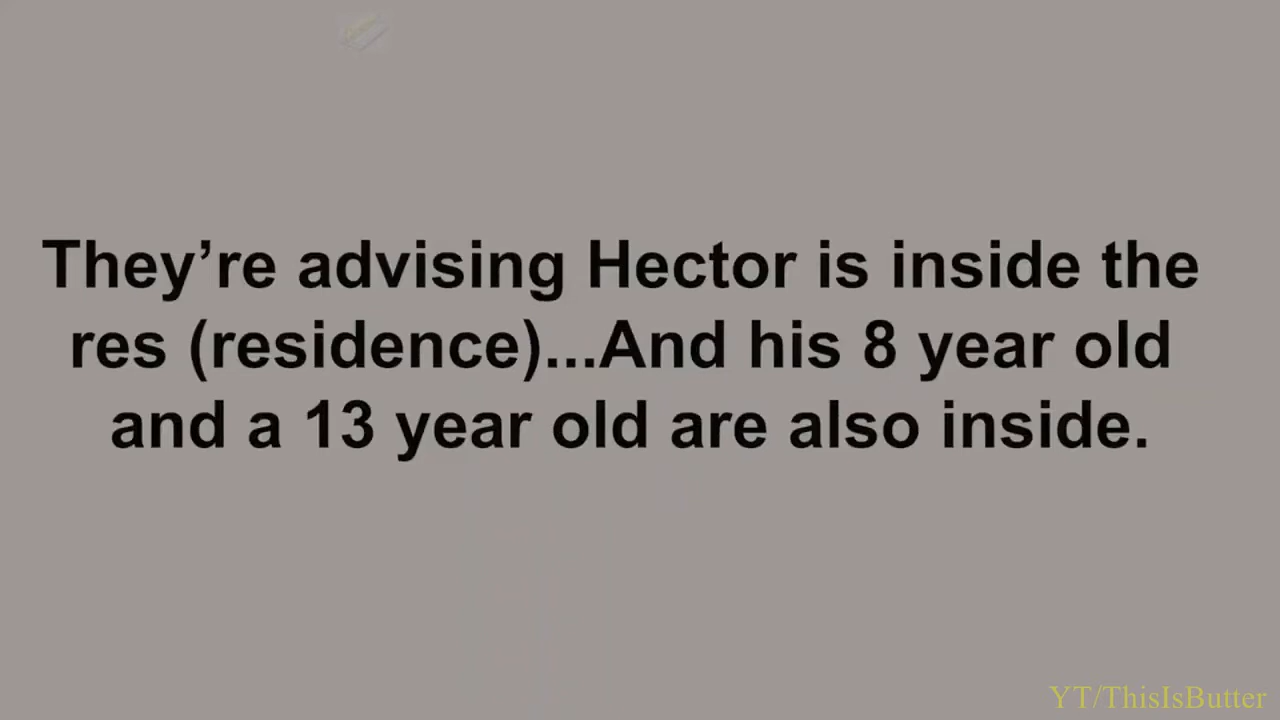 They’re advising Hector is inside the
res (residence)...And his 8 year old
and a 13 year old are also inside.
YT/ThisIsButter